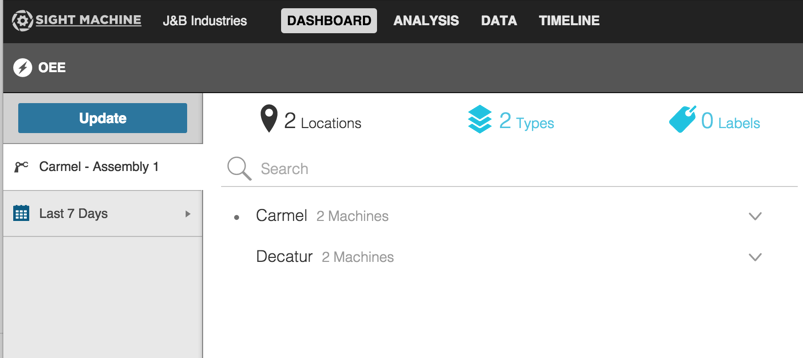 SIGHT MACHINE J&B Industries DASHBOARD ANALYSIS DATA TIMELINE
OEE
Update
2 Locations 2 Types 0 Labels
Carmel - Assembly 1
Search
Last 7 Days
Carmel 2 Machines
Decatur 2 Machines